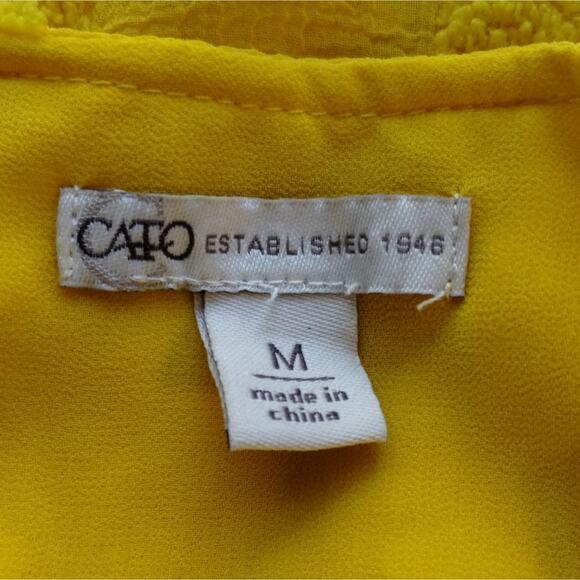 CATO ESTABLISHED 1946
M
made in
china